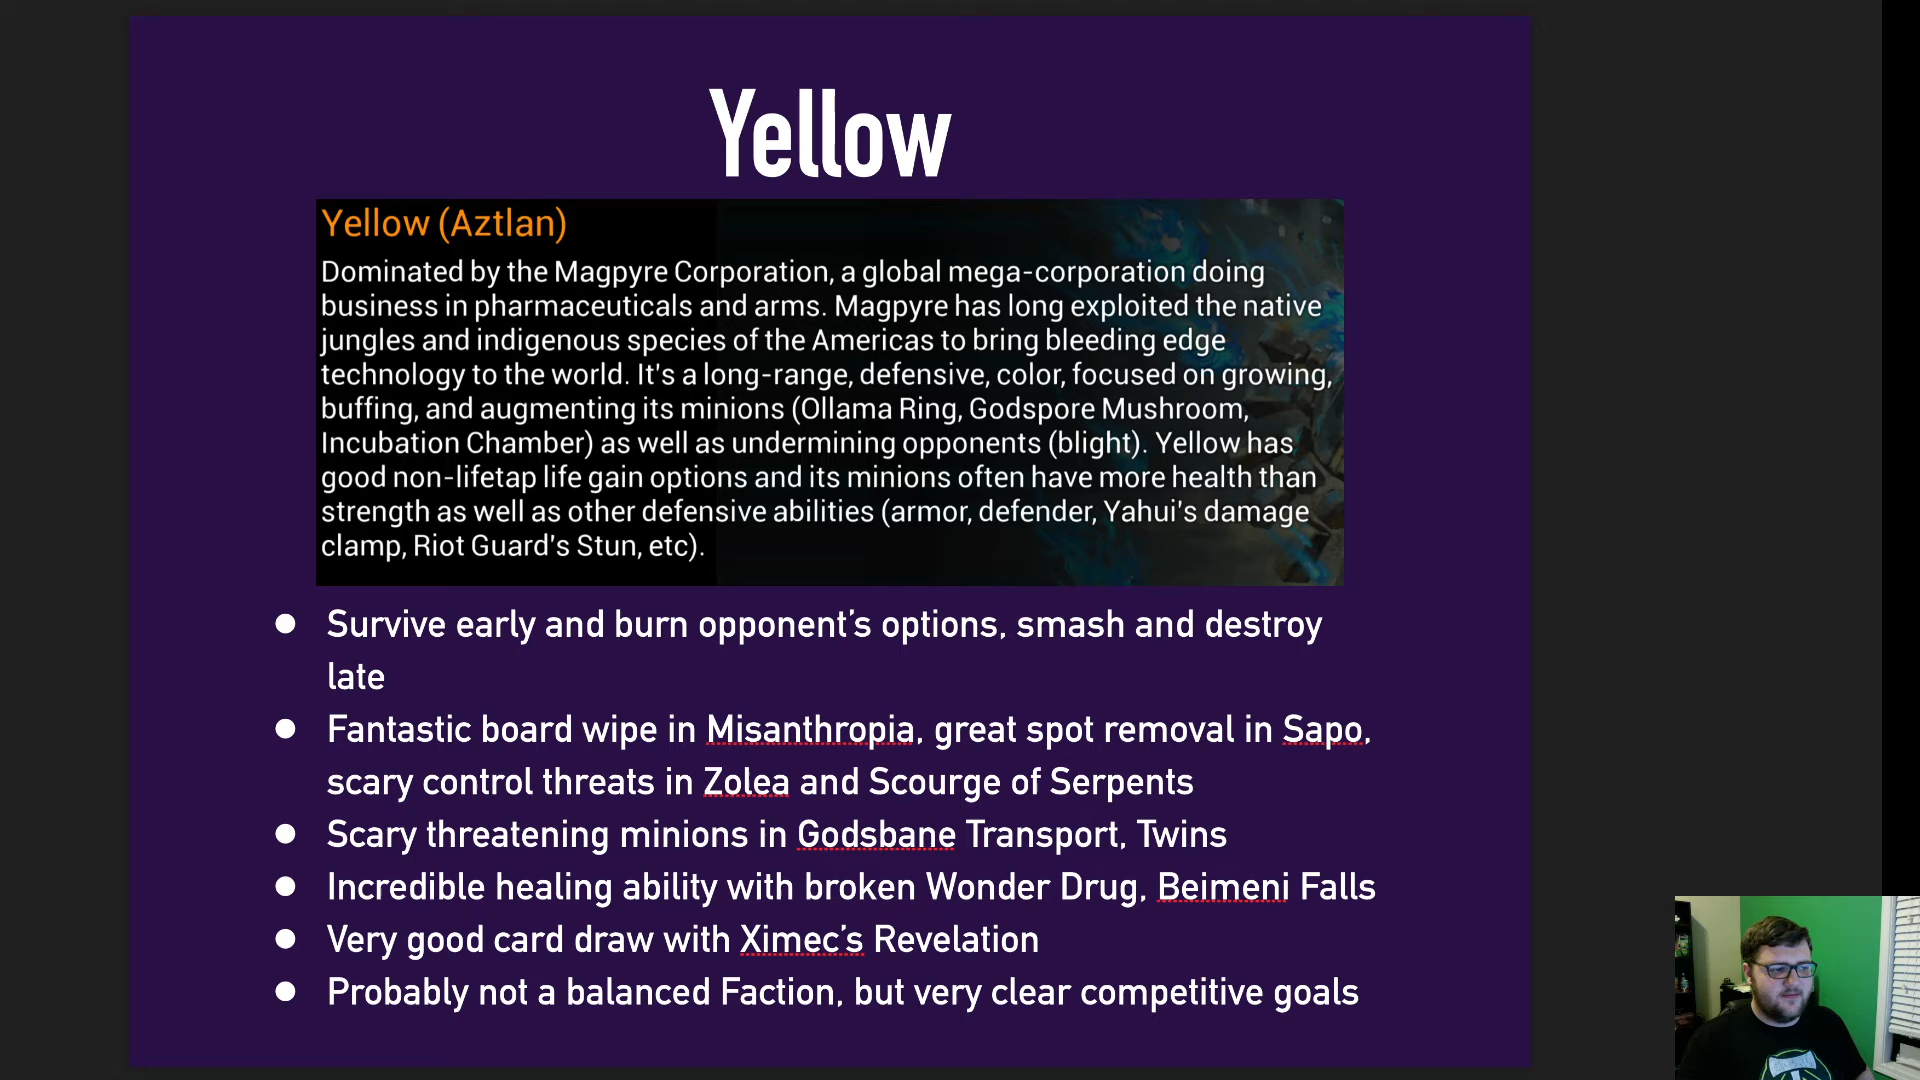 Yellow
Yellow (Aztlan)
Dominated by the Magpyre Corporation, a global mega-corporation doing
business in pharmaceuticals and arms. Magpyre has long exploited the native
jungles and indigenous species of the Americas to bring bleeding edge
technology to the world. It's a long-range, defensive, color, focused on growing,
buffing, and augmenting its minions (Ollama Ring, Godspore Mushroom,
Incubation Chamber) as well as undermining opponents (blight). Yellow has
good non-lifetap life gain options and its minions often have more health than
strength as well as other defensive abilities (armor, defender, Yahui's damage
clamp, Riot Guard's Stun, etc).
● Survive early and burn opponent’s options, smash and destroy
late
● Fantastic board wipe in Misanthropia, great spot removal in Sapo,
scary control threats in Zolea and Scourge of Serpents
● Scary threatening minions in Godsbane Transport, Twins
● Incredible healing ability with broken Wonder Drug, Beimeni Falls
● Very good card draw with Ximec’s Revelation
● Probably not a balanced Faction, but very clear competitive goals